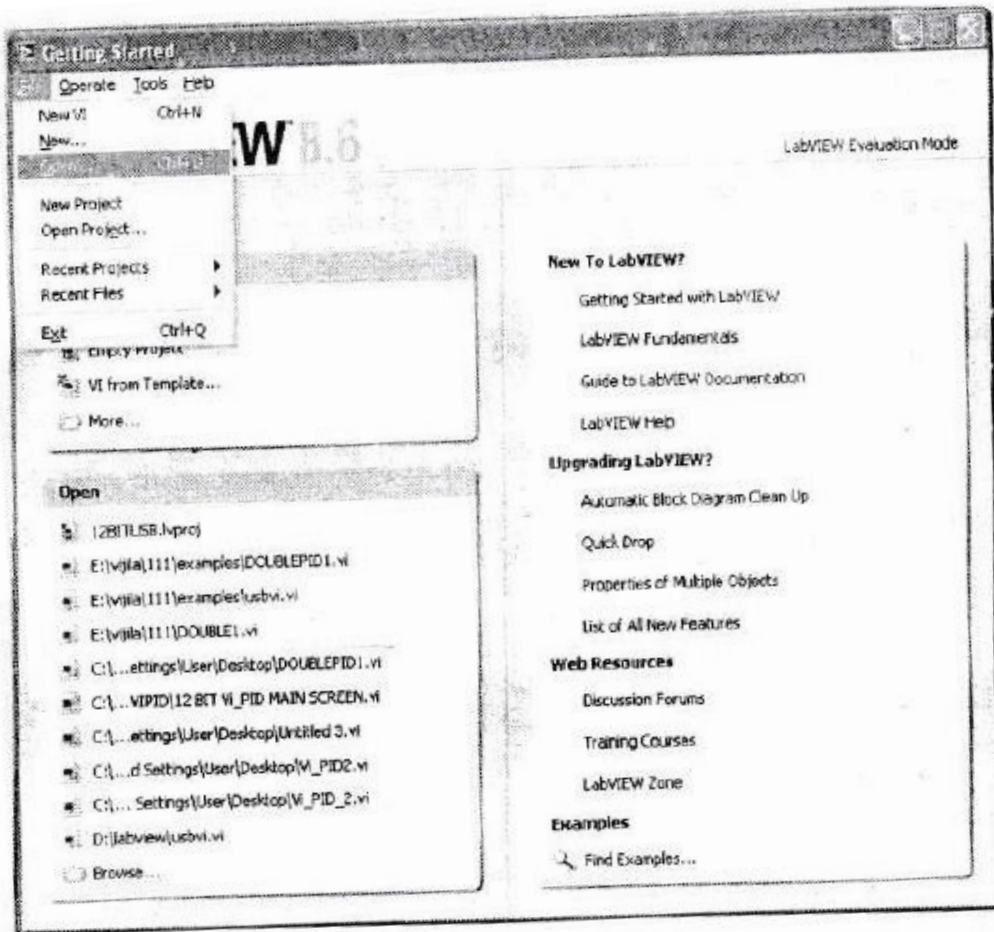 Getting Started
Operate Tools Help
New VI Ctrl+N
New...
Open... Ctrl+O
New Project
Open Project...
Recent Projects
Recent Files
Exit Ctrl+Q
EW 8.6
LabVIEW Evaluation Mode
Empty Project
VI from Template...
More...
Open
12BITUSB.lvproj
E:\vijila\111\examples\DOUBLEPID1.vi
E:\vijila\111\examples\usbvi.vi
E:\vijila\111\DOUBLE1.vi
C:\...ettings\User\Desktop\DOUBLEPID1.vi
C:\...VIPID\12 BIT Vi_PID MAIN SCREEN.vi
C:\...ettings\User\Desktop\Untitled 3.vi
C:\...d Settings\User\Desktop\Vi_PID2.vi
C:\... Settings\User\Desktop\Vi_PID_2.vi
D:\labview\usbvi.vi
Browse...
New To LabVIEW?
Getting Started with LabVIEW
LabVIEW Fundamentals
Guide to LabVIEW Documentation
LabVIEW Help
Upgrading LabVIEW?
Automatic Block Diagram Clean Up
Quick Drop
Properties of Multiple Objects
List of All New Features
Web Resources
Discussion Forums
Training Courses
LabVIEW Zone
Examples
Find Examples...